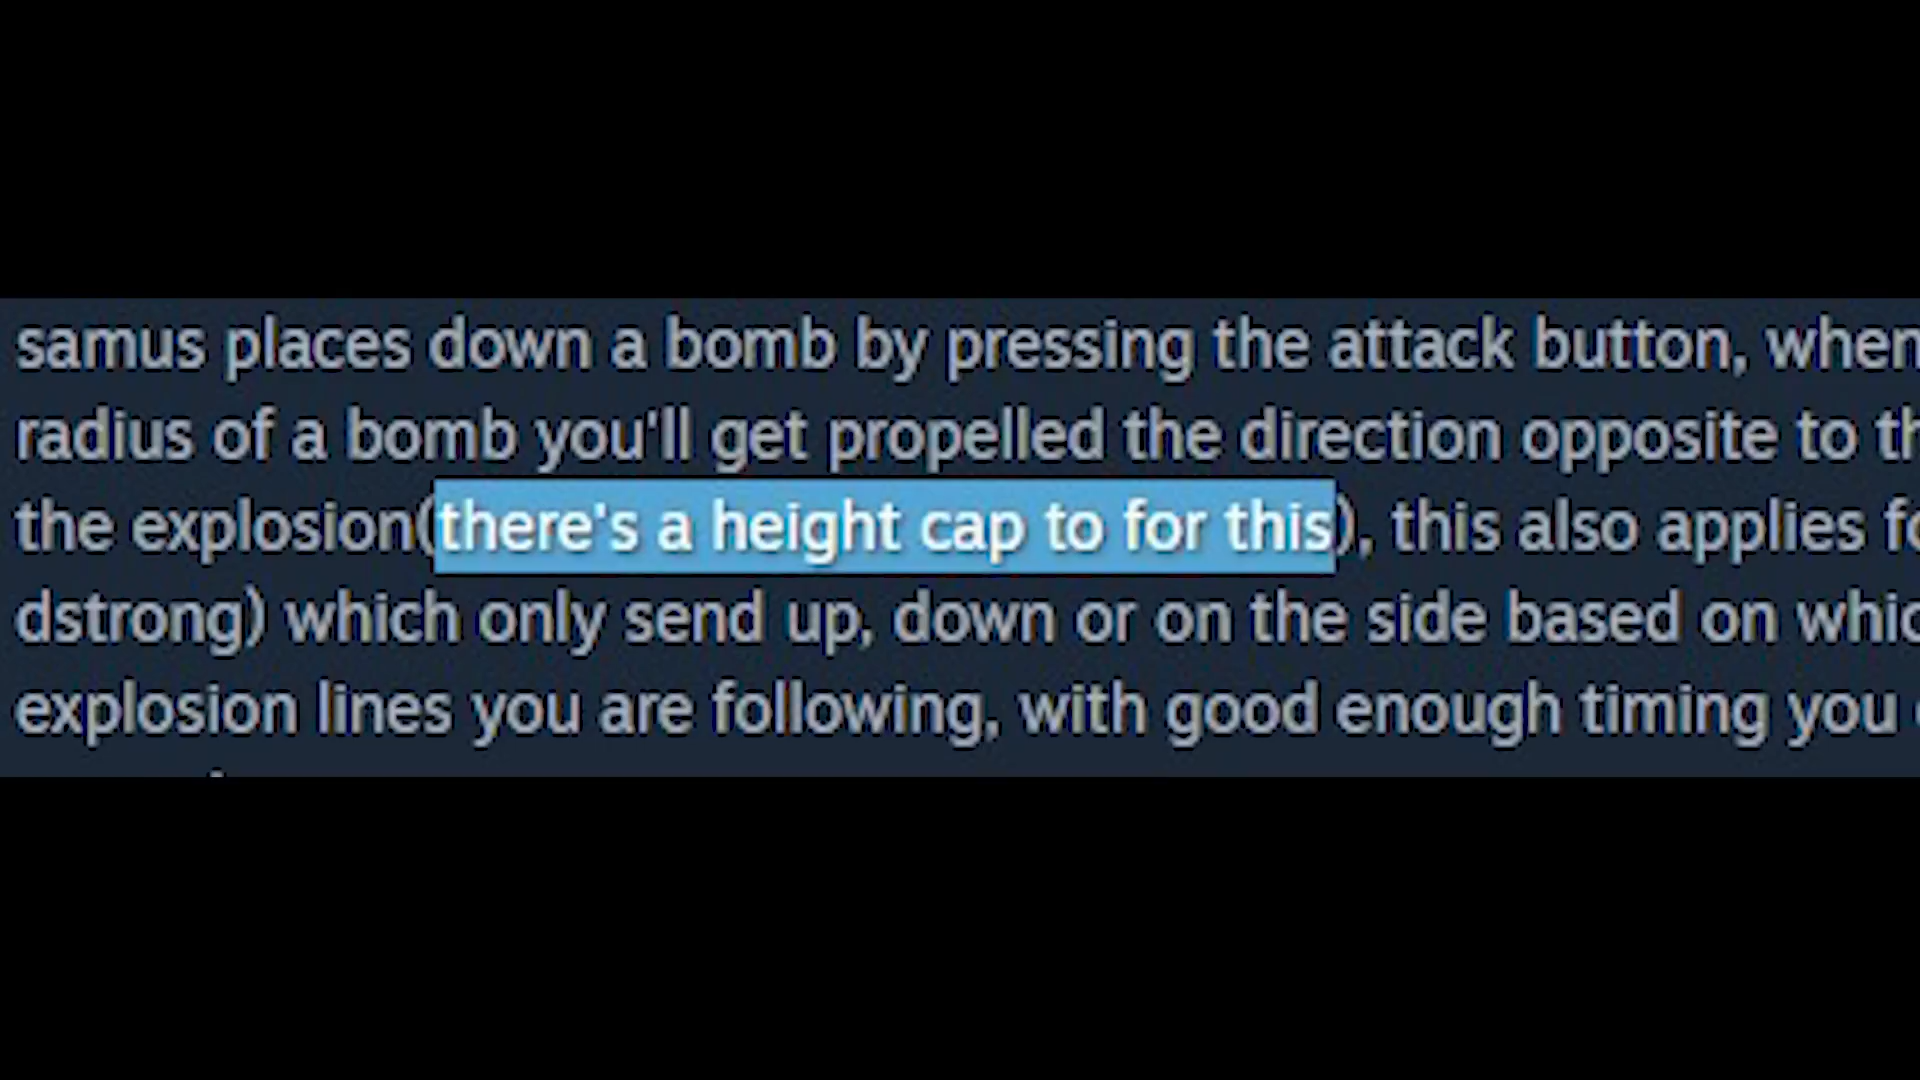 samus places down a bomb by pressing the attack button, when
radius of a bomb you'll get propelled the direction opposite to th
the explosion(there's a height cap to for this), this also applies fo
dstrong) which only send up, down or on the side based on whic
explosion lines you are following, with good enough timing you